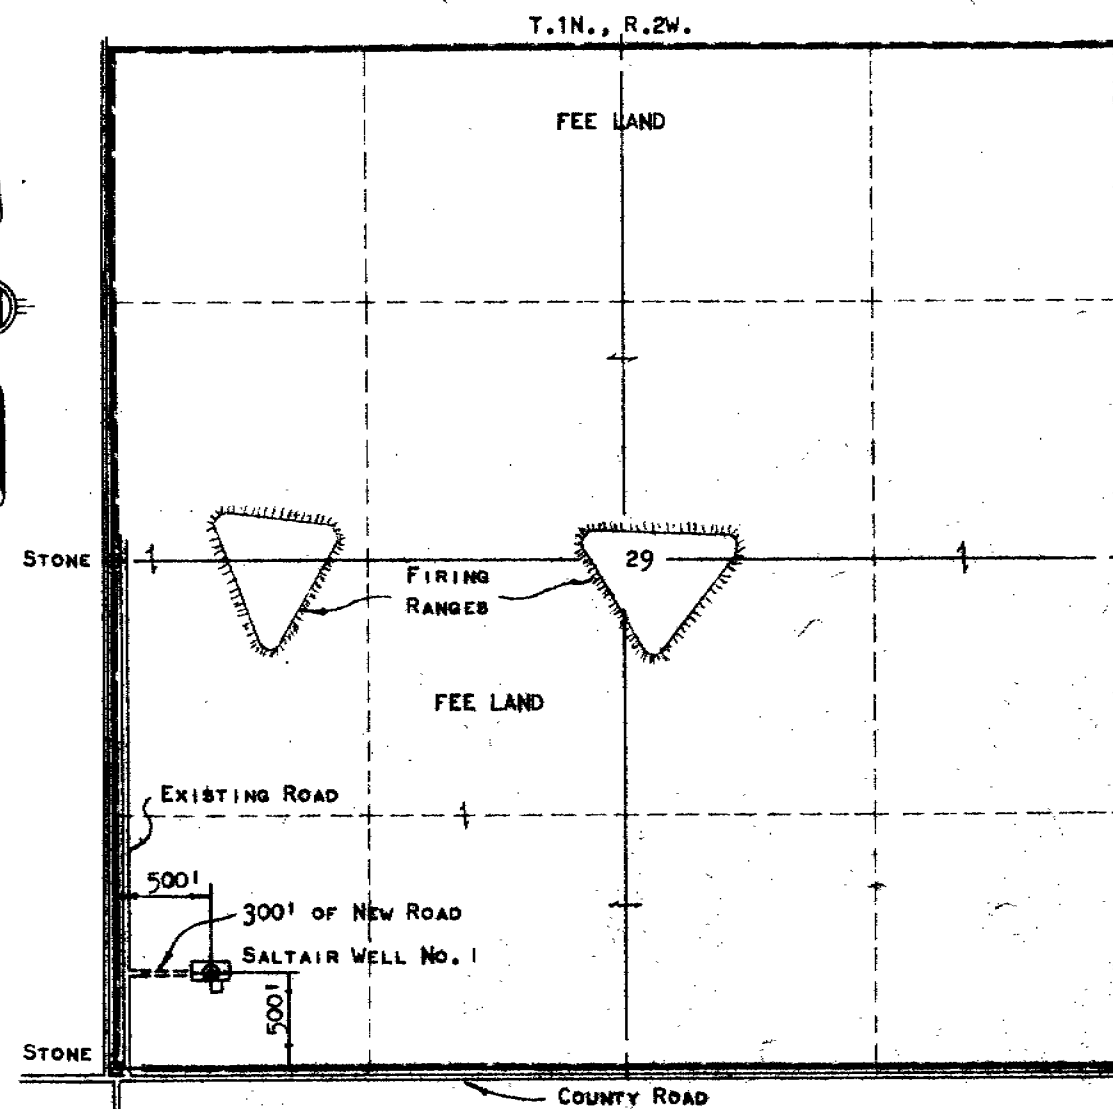 T.1N., R.2W.
FEE LAND
STONE
29
FIRING
RANGES
FEE LAND
EXISTING ROAD
500'
300' OF NEW ROAD
SALTAIR WELL NO. 1
500'
STONE
COUNTY ROAD